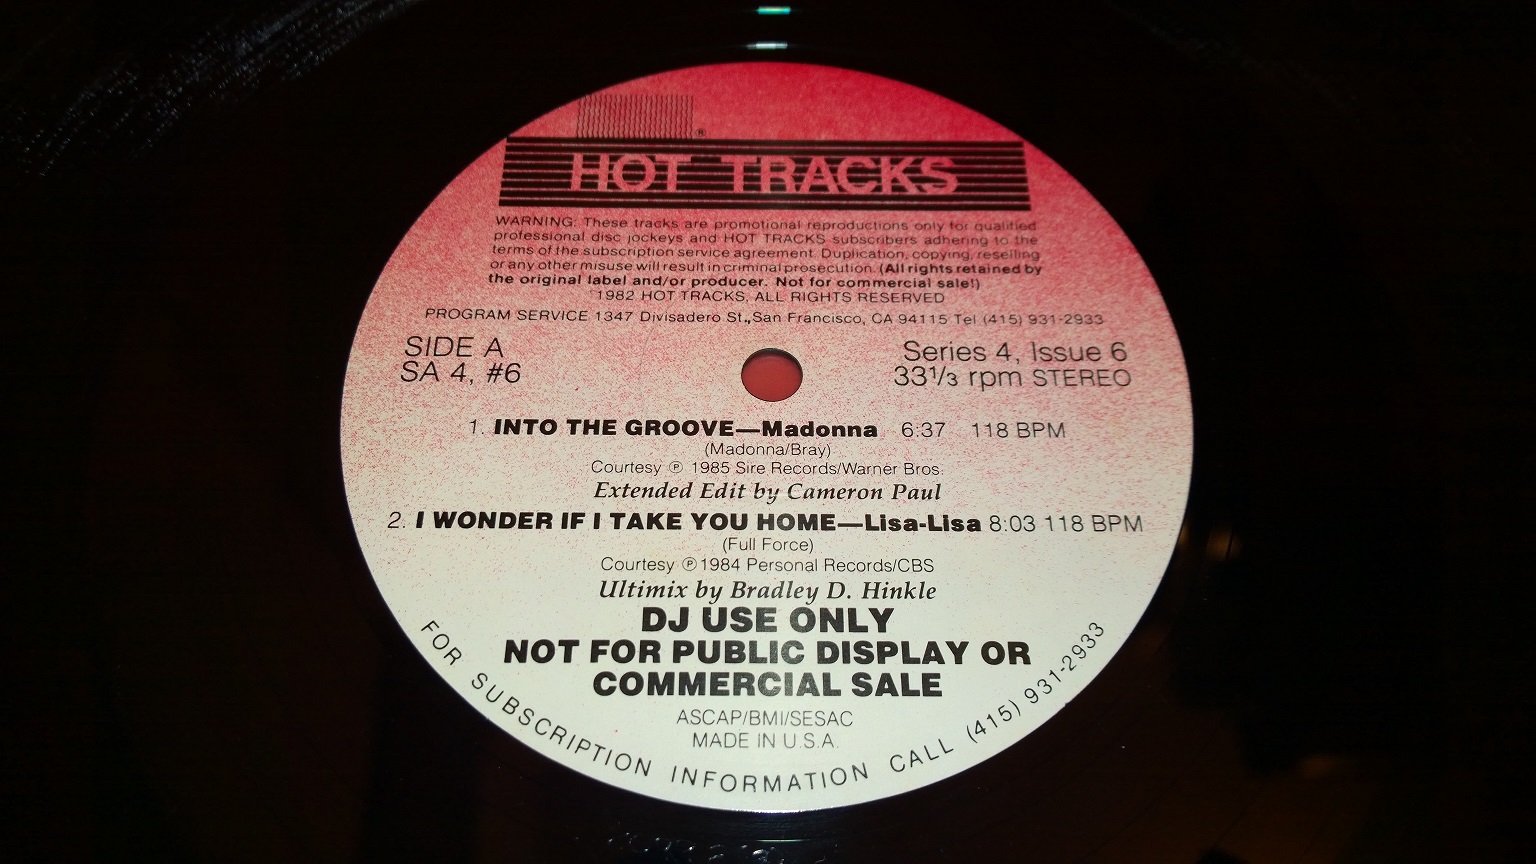 ®
HOT TRACKS
WARNING: These tracks are promotional reproductions only for qualified
professional disc jockeys and HOT TRACKS subscribers adhering to the
terms of the subscription service agreement. Duplication, copying, reselling
or any other misuse will result in criminal prosecution. (All rights retained by
the original label and/or producer. Not for commercial sale!)
1982 HOT TRACKS, ALL RIGHTS RESERVED
PROGRAM SERVICE 1347 Divisadero St., San Francisco, CA 94115 Tel (415) 931-2933
SIDE A
SA 4, #6
Series 4, Issue 6
33⅓ rpm STEREO
1. INTO THE GROOVE—Madonna 6:37 118 BPM
(Madonna/Bray)
Courtesy ℗ 1985 Sire Records/Warner Bros.
Extended Edit by Cameron Paul
2. I WONDER IF I TAKE YOU HOME—Lisa-Lisa 8:03 118 BPM
(Full Force)
Courtesy ℗1984 Personal Records/CBS
Ultimix by Bradley D. Hinkle
DJ USE ONLY
NOT FOR PUBLIC DISPLAY OR
COMMERCIAL SALE
ASCAP/BMI/SESAC
MADE IN U.S.A.
FOR SUBSCRIPTION INFORMATION CALL (415) 931-2933